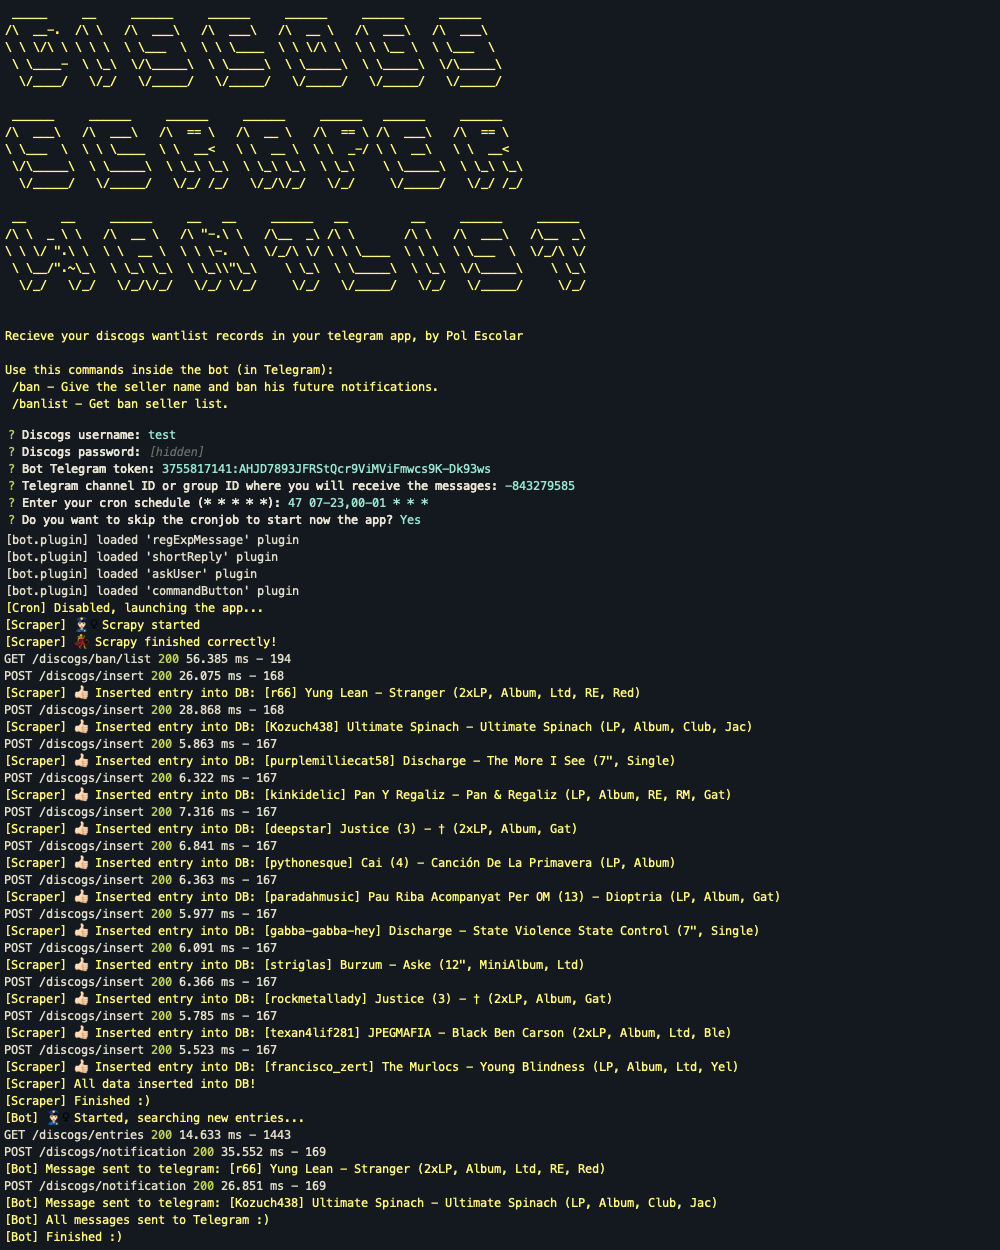 DISCOGS
SCRAPER
WANTLIST
Recieve your discogs wantlist records in your telegram app, by Pol Escolar
Use this commands inside the bot (in Telegram):
/ban – Give the seller name and ban his future notifications.
/banlist – Get ban seller list.
? Discogs username: test
? Discogs password: [hidden]
? Bot Telegram token: 3755817141:AHJD7893JFRStQcr9ViMViFmwcs9K-Dk93ws
? Telegram channel ID or group ID where you will receive the messages: -843279585
? Enter your cron schedule (* * * * *): 47 07-23,00-01 * * *
? Do you want to skip the cronjob to start now the app? Yes
[bot.plugin] loaded 'regExpMessage' plugin
[bot.plugin] loaded 'shortReply' plugin
[bot.plugin] loaded 'askUser' plugin
[bot.plugin] loaded 'commandButton' plugin
[Cron] Disabled, launching the app...
[Scraper] Scrapy started
[Scraper] Scrapy finished correctly!
GET /discogs/ban/list 200 56.385 ms - 194
POST /discogs/insert 200 26.075 ms - 168
[Scraper] 👍🏻 Inserted entry into DB: [r66] Yung Lean - Stranger (2xLP, Album, Ltd, RE, Red)
POST /discogs/insert 200 28.868 ms - 168
[Scraper] 👍🏻 Inserted entry into DB: [Kozuch438] Ultimate Spinach - Ultimate Spinach (LP, Album, Club, Jac)
POST /discogs/insert 200 5.863 ms - 167
[Scraper] 👍🏻 Inserted entry into DB: [purplemilliecat58] Discharge - The More I See (7", Single)
POST /discogs/insert 200 6.322 ms - 167
[Scraper] 👍🏻 Inserted entry into DB: [kinkidelic] Pan Y Regaliz - Pan & Regaliz (LP, Album, RE, RM, Gat)
POST /discogs/insert 200 7.316 ms - 167
[Scraper] 👍🏻 Inserted entry into DB: [deepstar] Justice (3) - † (2xLP, Album, Gat)
POST /discogs/insert 200 6.841 ms - 167
[Scraper] 👍🏻 Inserted entry into DB: [pythonesque] Cai (4) - Canción De La Primavera (LP, Album)
POST /discogs/insert 200 6.363 ms - 167
[Scraper] 👍🏻 Inserted entry into DB: [paradahmusic] Pau Riba Acompanyat Per OM (13) - Dioptria (LP, Album, Gat)
POST /discogs/insert 200 5.977 ms - 167
[Scraper] 👍🏻 Inserted entry into DB: [gabba-gabba-hey] Discharge - State Violence State Control (7", Single)
POST /discogs/insert 200 6.091 ms - 167
[Scraper] 👍🏻 Inserted entry into DB: [striglas] Burzum - Aske (12", MiniAlbum, Ltd)
POST /discogs/insert 200 6.366 ms - 167
[Scraper] 👍🏻 Inserted entry into DB: [rockmetallady] Justice (3) - † (2xLP, Album, Gat)
POST /discogs/insert 200 5.785 ms - 167
[Scraper] 👍🏻 Inserted entry into DB: [texan4lif281] JPEGMAFIA - Black Ben Carson (2xLP, Album, Ltd, Ble)
POST /discogs/insert 200 5.523 ms - 167
[Scraper] 👍🏻 Inserted entry into DB: [francisco_zert] The Murlocs - Young Blindness (LP, Album, Ltd, Yel)
[Scraper] All data inserted into DB!
[Scraper] Finished :)
[Bot] Started, searching new entries...
GET /discogs/entries 200 14.633 ms - 1443
POST /discogs/notification 200 35.552 ms - 169
[Bot] Message sent to telegram: [r66] Yung Lean - Stranger (2xLP, Album, Ltd, RE, Red)
POST /discogs/notification 200 26.851 ms - 169
[Bot] Message sent to telegram: [Kozuch438] Ultimate Spinach - Ultimate Spinach (LP, Album, Club, Jac)
[Bot] All messages sent to Telegram :)
[Bot] Finished :)